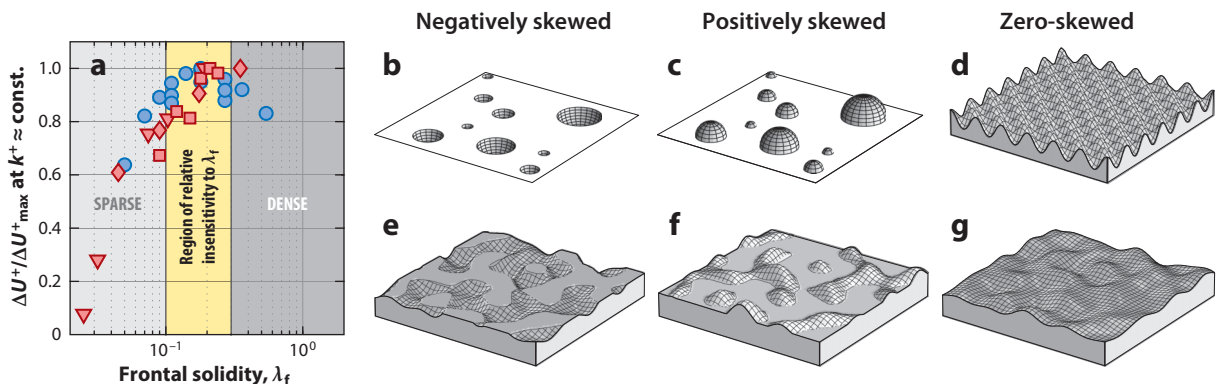 Negatively skewed
Positively skewed
Zero-skewed
a
b
c
d
e
f
g
ΔU⁺/ΔU⁺max at k⁺ ≈ const.
1.0
0.8
0.6
0.4
0.2
0
SPARSE
Region of relative
insensitivity to λf
DENSE
10⁻¹
10⁰
Frontal solidity, λf